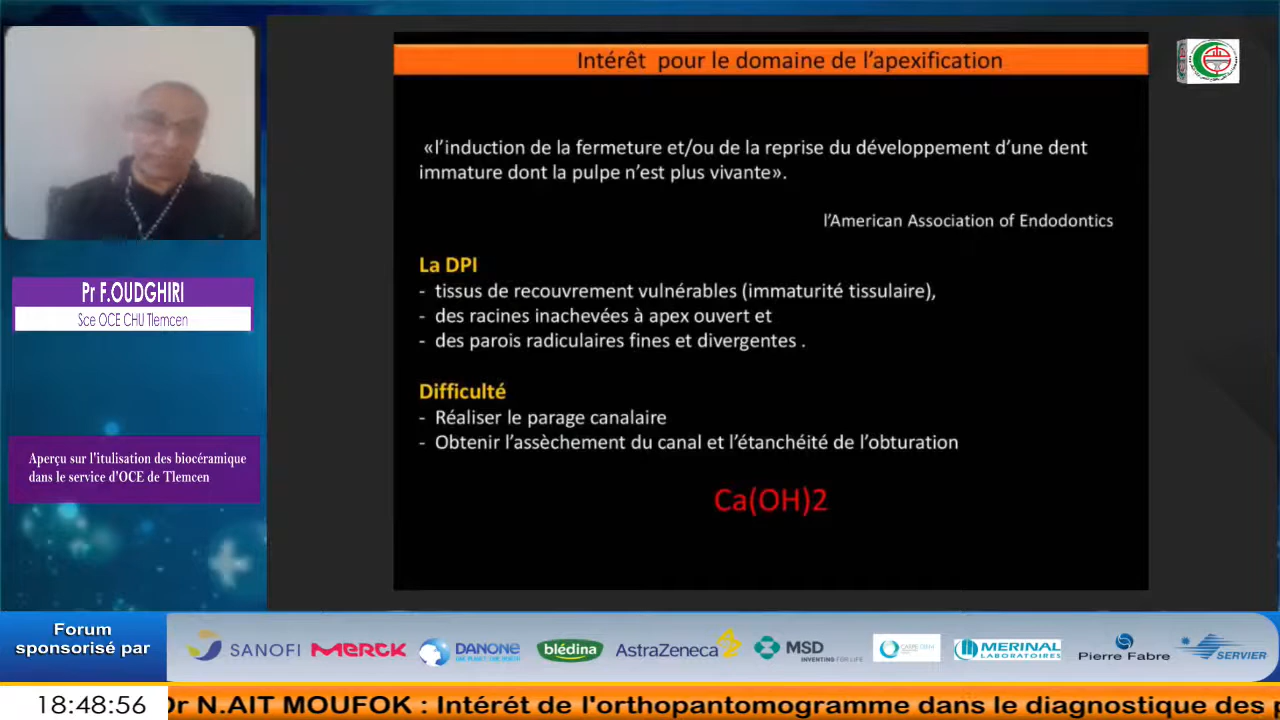 Intérêt pour le domaine de l'apexification
«l'induction de la fermeture et/ou de la reprise du développement d'une dent
immature dont la pulpe n'est plus vivante».
l'American Association of Endodontics
La DPI
- tissus de recouvrement vulnérables (immaturité tissulaire),
- des racines inachevées à apex ouvert et
- des parois radiculaires fines et divergentes .
Difficulté
- Réaliser le parage canalaire
- Obtenir l'assèchement du canal et l'étanchéité de l'obturation
Ca(OH)2
Pr F.OUDGHIRI
Sce OCE CHU Tlemcen
Aperçu sur l'itulisation des biocéramique
dans le service d'OCE de Tlemcen
Forum
sponsorisé par
SANOFI
MERCK
DANONE
blédina
AstraZeneca
MSD
INVENTING FOR LIFE
MERINAL
LABORATOIRES
Pierre Fabre
SERVIER
18:48:56
Dr N.AIT MOUFOK : Intérét de l'orthopantomogramme dans le diagnostique des